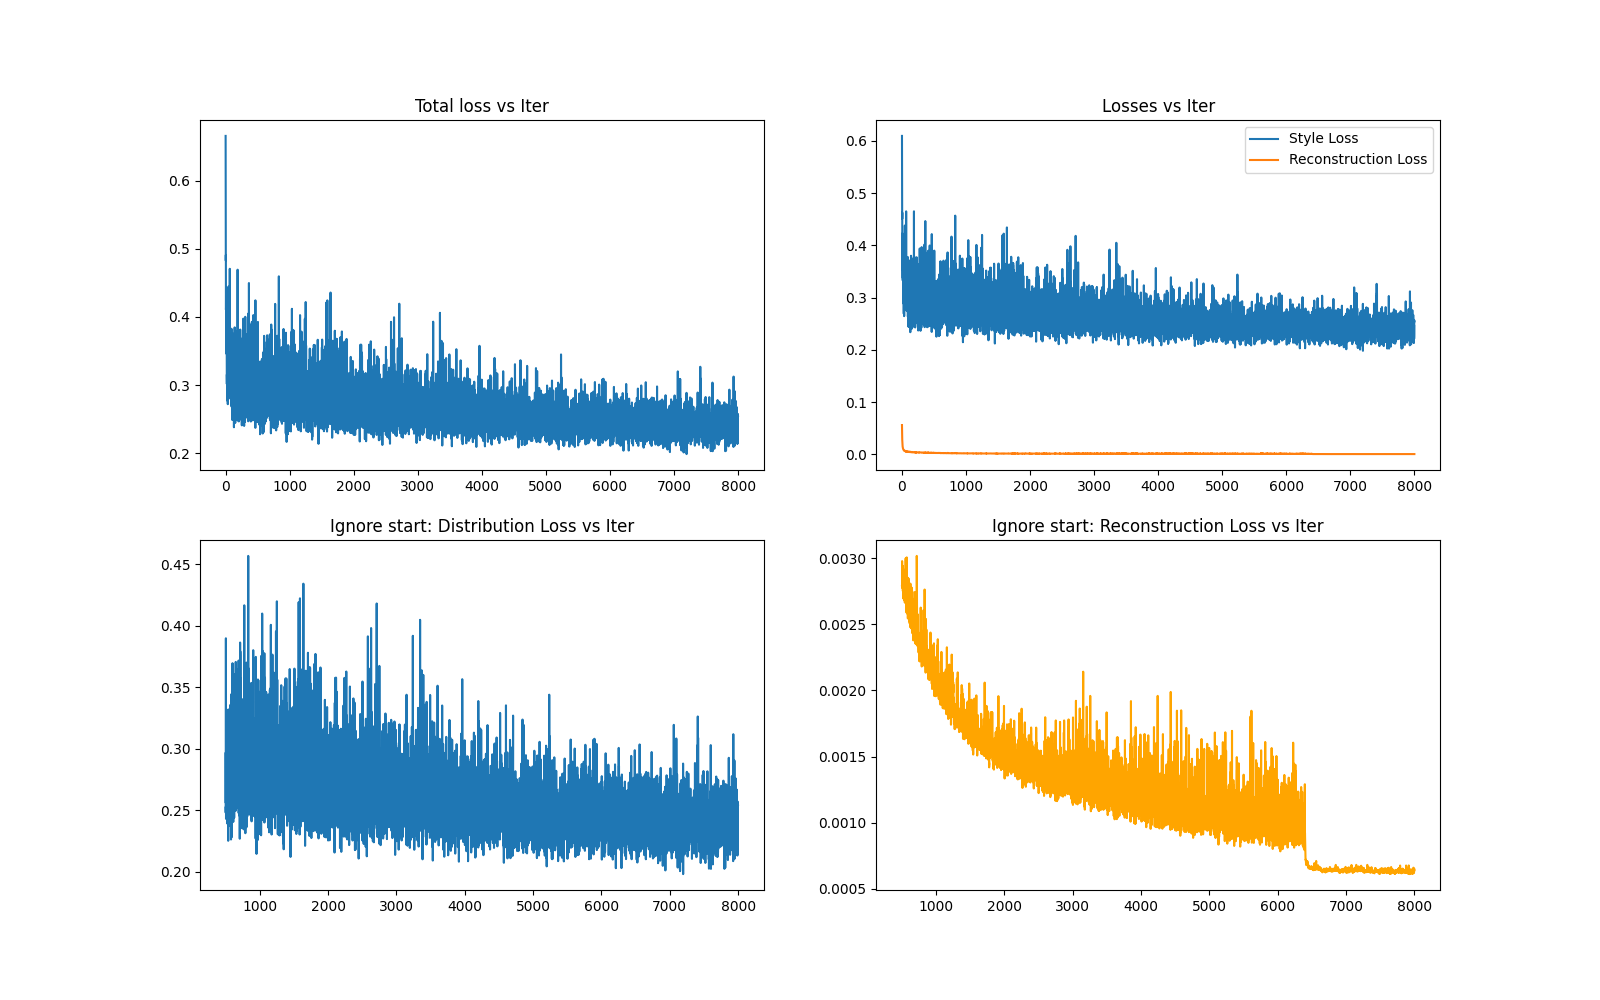 Total loss vs Iter
0.6
0.5
0.4
0.3
0.2
0 1000 2000 3000 4000 5000 6000 7000 8000
Losses vs Iter
Style Loss
Reconstruction Loss
0.6
0.5
0.4
0.3
0.2
0.1
0.0
0 1000 2000 3000 4000 5000 6000 7000 8000
Ignore start: Distribution Loss vs Iter
0.45
0.40
0.35
0.30
0.25
0.20
1000 2000 3000 4000 5000 6000 7000 8000
Ignore start: Reconstruction Loss vs Iter
0.0030
0.0025
0.0020
0.0015
0.0010
0.0005
1000 2000 3000 4000 5000 6000 7000 8000